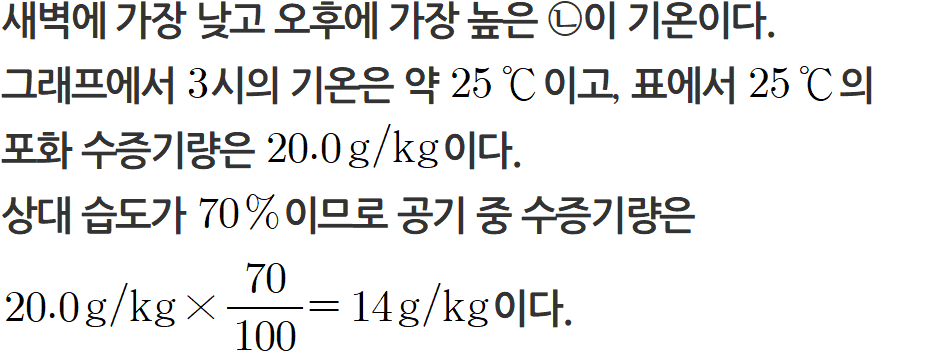 새벽에 가장 낮고 오후에 가장 높은 ㉡이 기온이다.
그래프에서 3시의 기온은 약 25 ℃이고, 표에서 25 ℃의
포화 수증기량은 20.0 g/kg이다.
상대 습도가 70 %이므로 공기 중 수증기량은
20.0 g/kg × 70/100 = 14 g/kg이다.